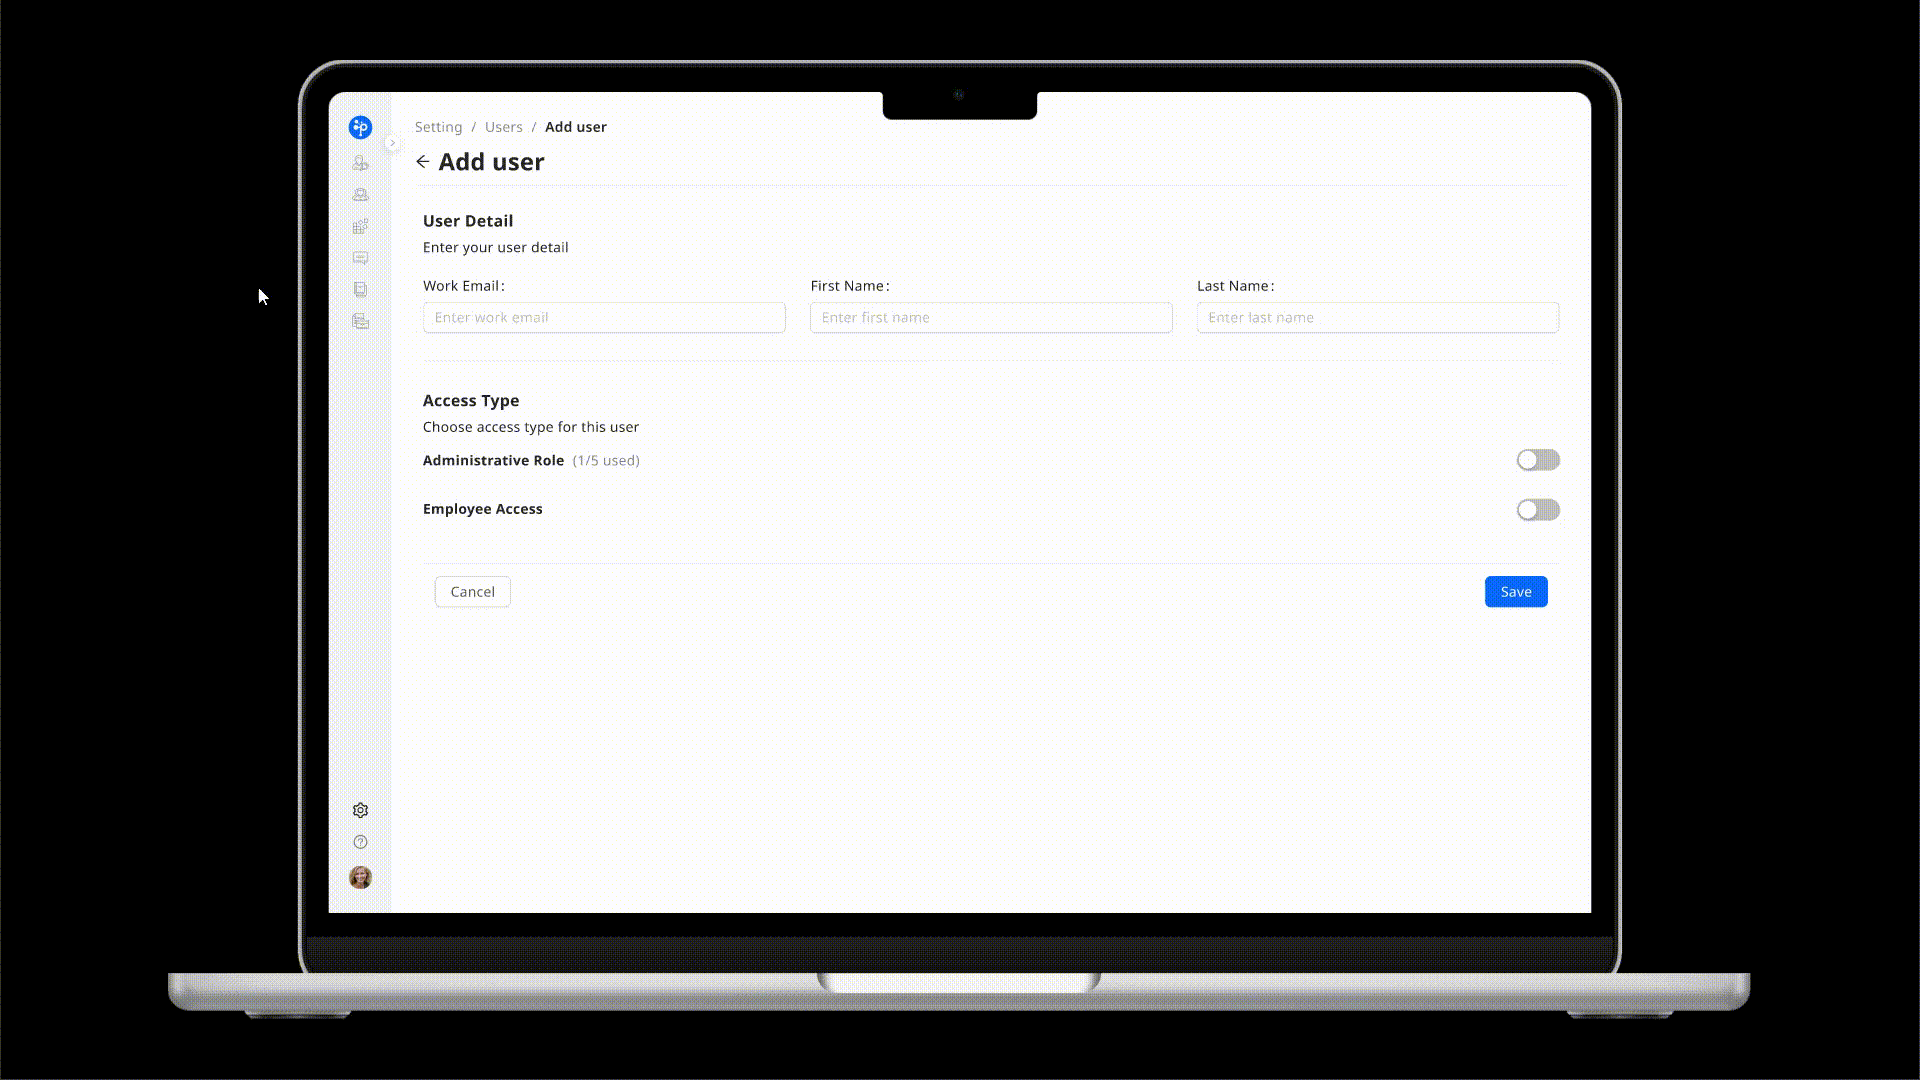 Setting / Users / Add user
Add user
User Detail
Enter your user detail
Work Email:
First Name:
Last Name:
Enter work email
Enter first name
Enter last name
Access Type
Choose access type for this user
Administrative Role (1/5 used)
Employee Access
Cancel
Save